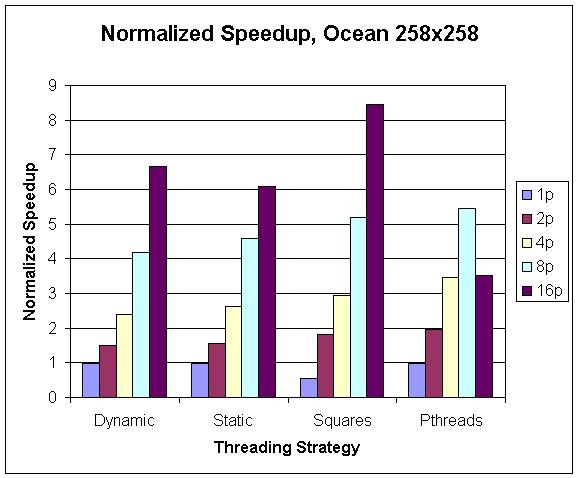 Normalized Speedup, Ocean 258x258
Normalized Speedup
9
8
7
6
5
4
3
2
1
0
Dynamic
Static
Squares
Pthreads
Threading Strategy
1p
2p
4p
8p
16p